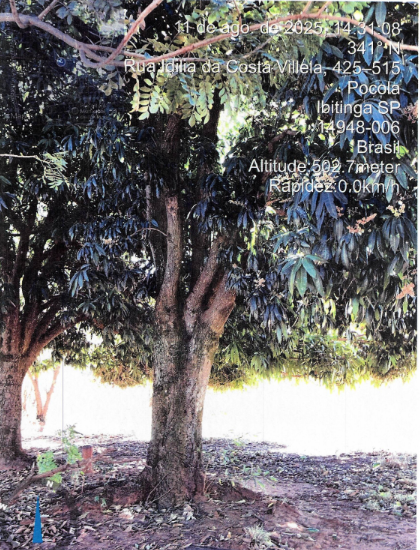 11 de ago. de 2025, 14:31:08
341° N
Rua Idília da Costa Villela, 425–515
Pocola
Ibitinga SP
14948-006
Brasil
Altitude:502.7meter
Rapidez:0.0km/h